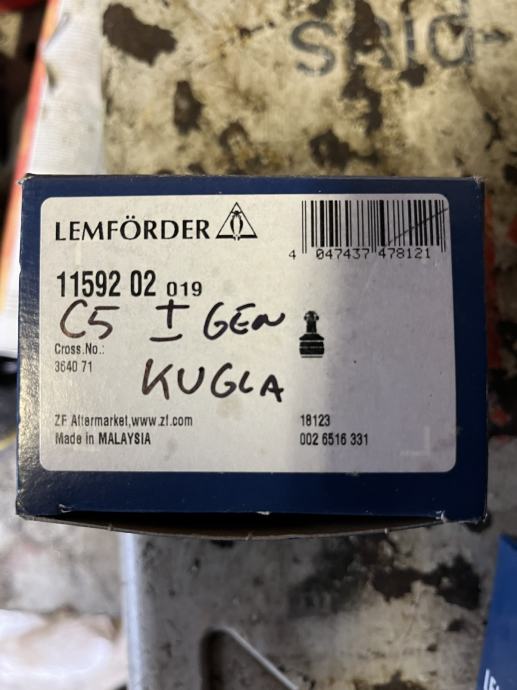 LEMFÖRDER
4 047437 478121
11592 02 019
C5 I GEN
Cross.No.:
3640 71
KUGLA
ZF Aftermarket,www.zf.com
Made in MALAYSIA
18123
002 6516 331